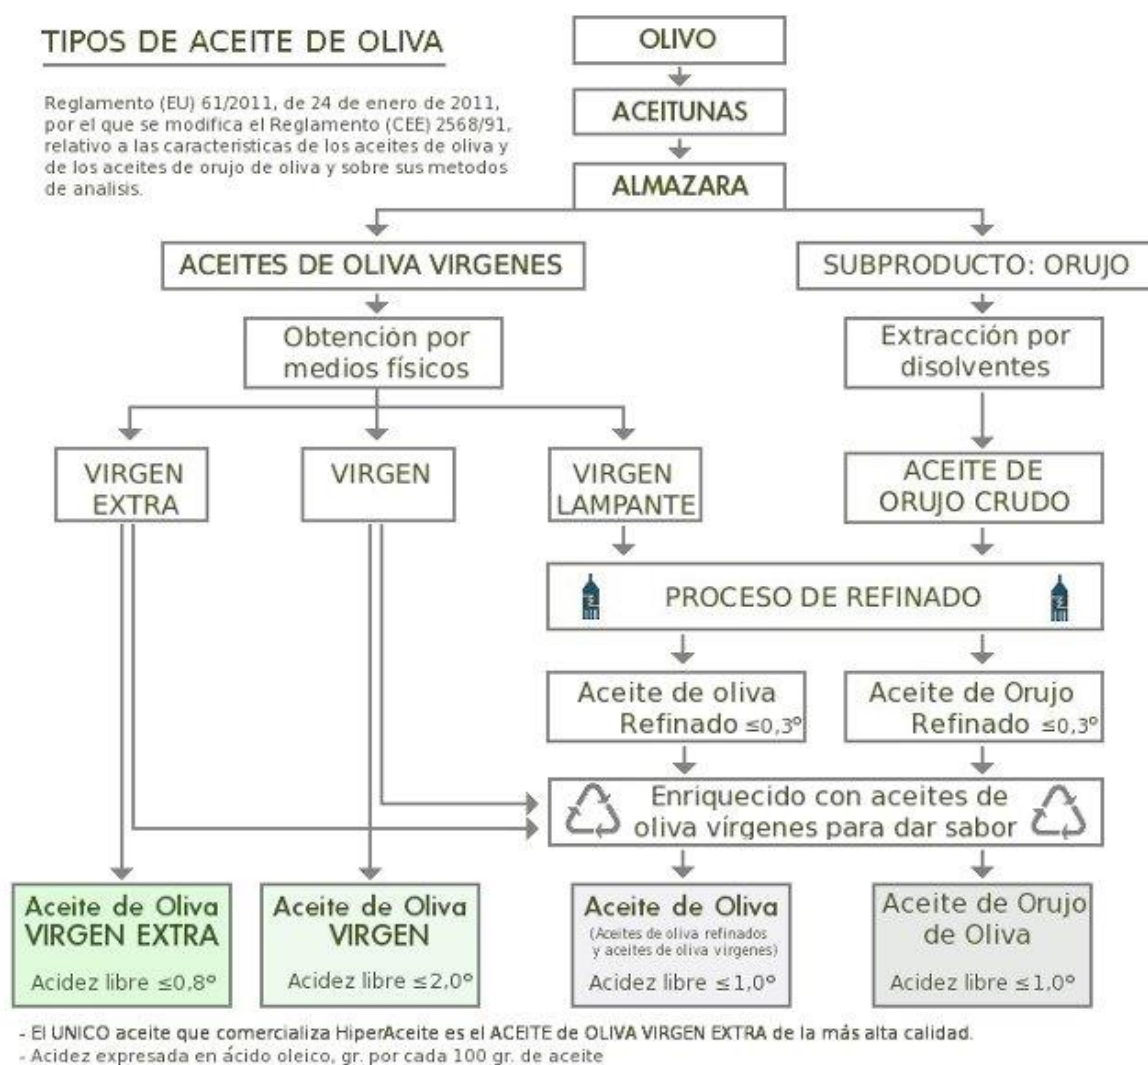 TIPOS DE ACEITE DE OLIVA
Reglamento (EU) 61/2011, de 24 de enero de 2011,
por el que se modifica el Reglamento (CEE) 2568/91,
relativo a las caracteristicas de los aceites de oliva y
de los aceites de orujo de oliva y sobre sus metodos
de analisis.
OLIVO
ACEITUNAS
ALMAZARA
ACEITES DE OLIVA VIRGENES
SUBPRODUCTO: ORUJO
Obtención por
medios físicos
Extracción por
disolventes
VIRGEN
EXTRA
VIRGEN
VIRGEN
LAMPANTE
ACEITE DE
ORUJO CRUDO
PROCESO DE REFINADO
Aceite de oliva
Refinado ≤0,3º
Aceite de Orujo
Refinado ≤0,3º
Enriquecido con aceites de
oliva vírgenes para dar sabor
Aceite de Oliva
VIRGEN EXTRA
Acidez libre ≤0,8º
Aceite de Oliva
VIRGEN
Acidez libre ≤2,0º
Aceite de Oliva
(Aceites de oliva refinados
y aceites de oliva virgenes)
Acidez libre ≤1,0º
Aceite de Orujo
de Oliva
Acidez libre ≤1,0º
- El UNICO aceite que comercializa HiperAceite es el ACEITE de OLIVA VIRGEN EXTRA de la más alta calidad.
- Acidez expresada en ácido oleico, gr. por cada 100 gr. de aceite